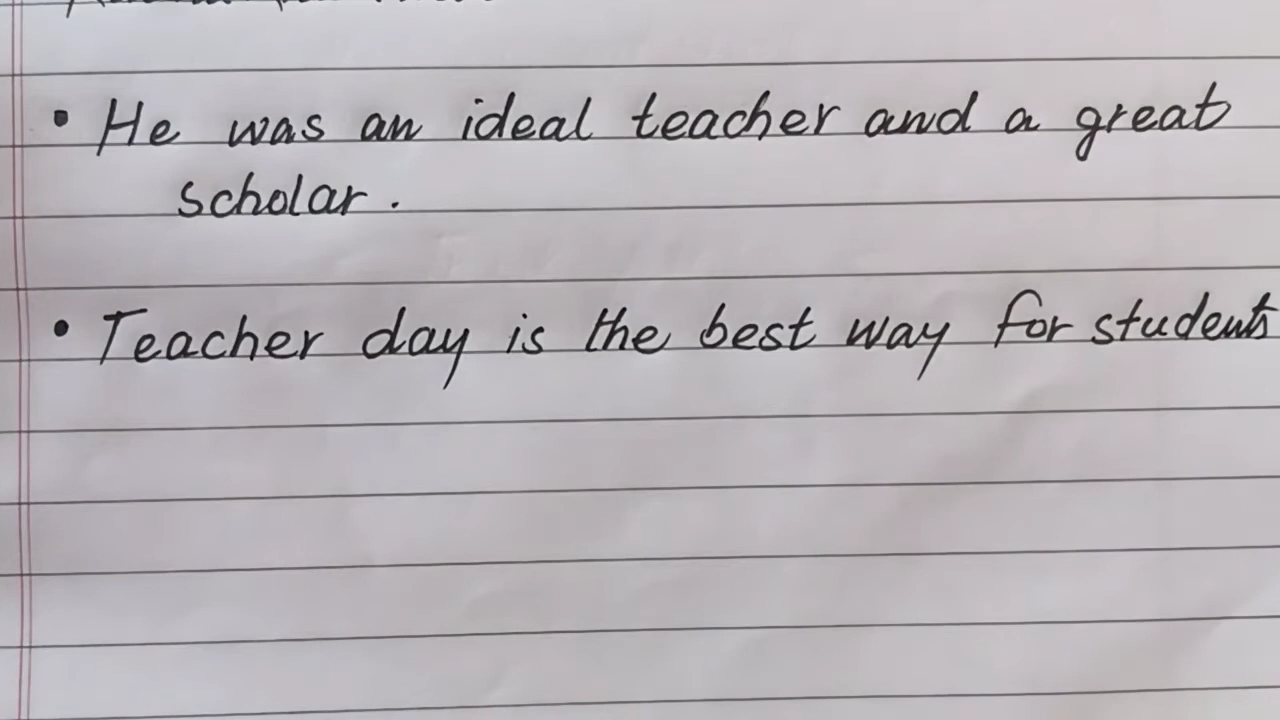 • He was an ideal teacher and a great
scholar.
• Teacher day is the best way for students